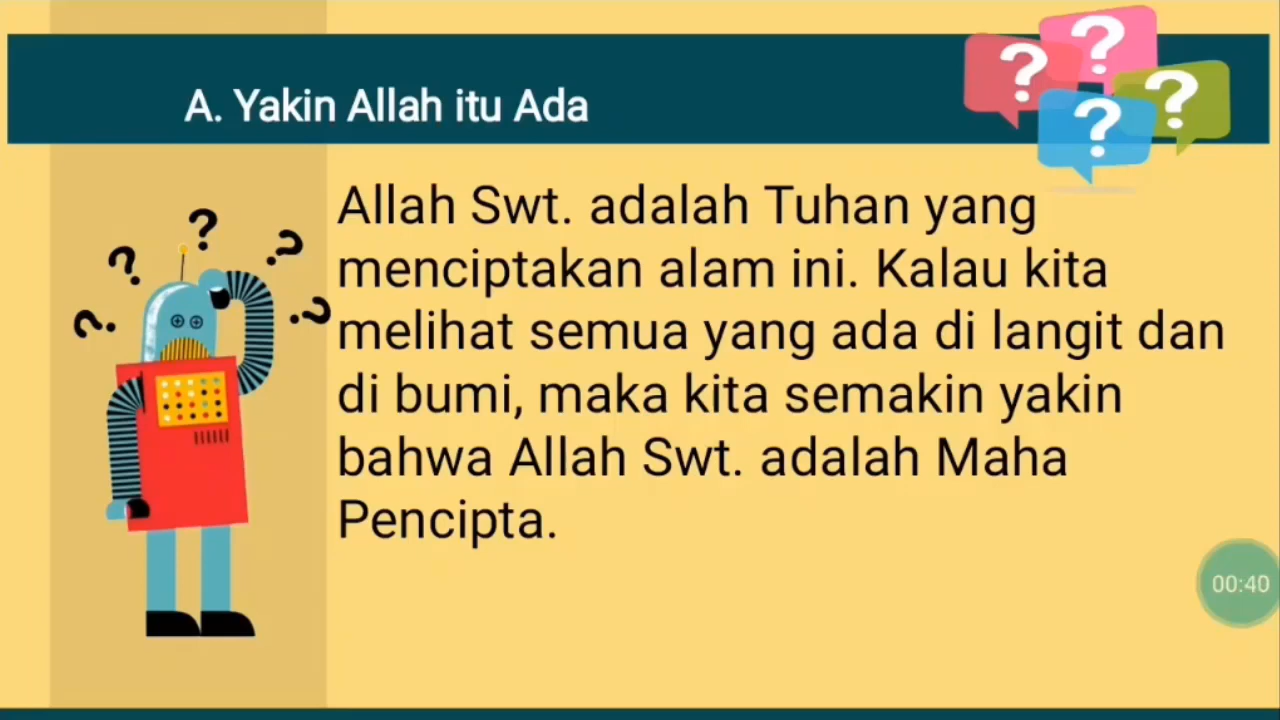 A. Yakin Allah itu Ada
? ? ? ?
? ? ? ? ?
Allah Swt. adalah Tuhan yang
menciptakan alam ini. Kalau kita
melihat semua yang ada di langit dan
di bumi, maka kita semakin yakin
bahwa Allah Swt. adalah Maha
Pencipta.
00:40